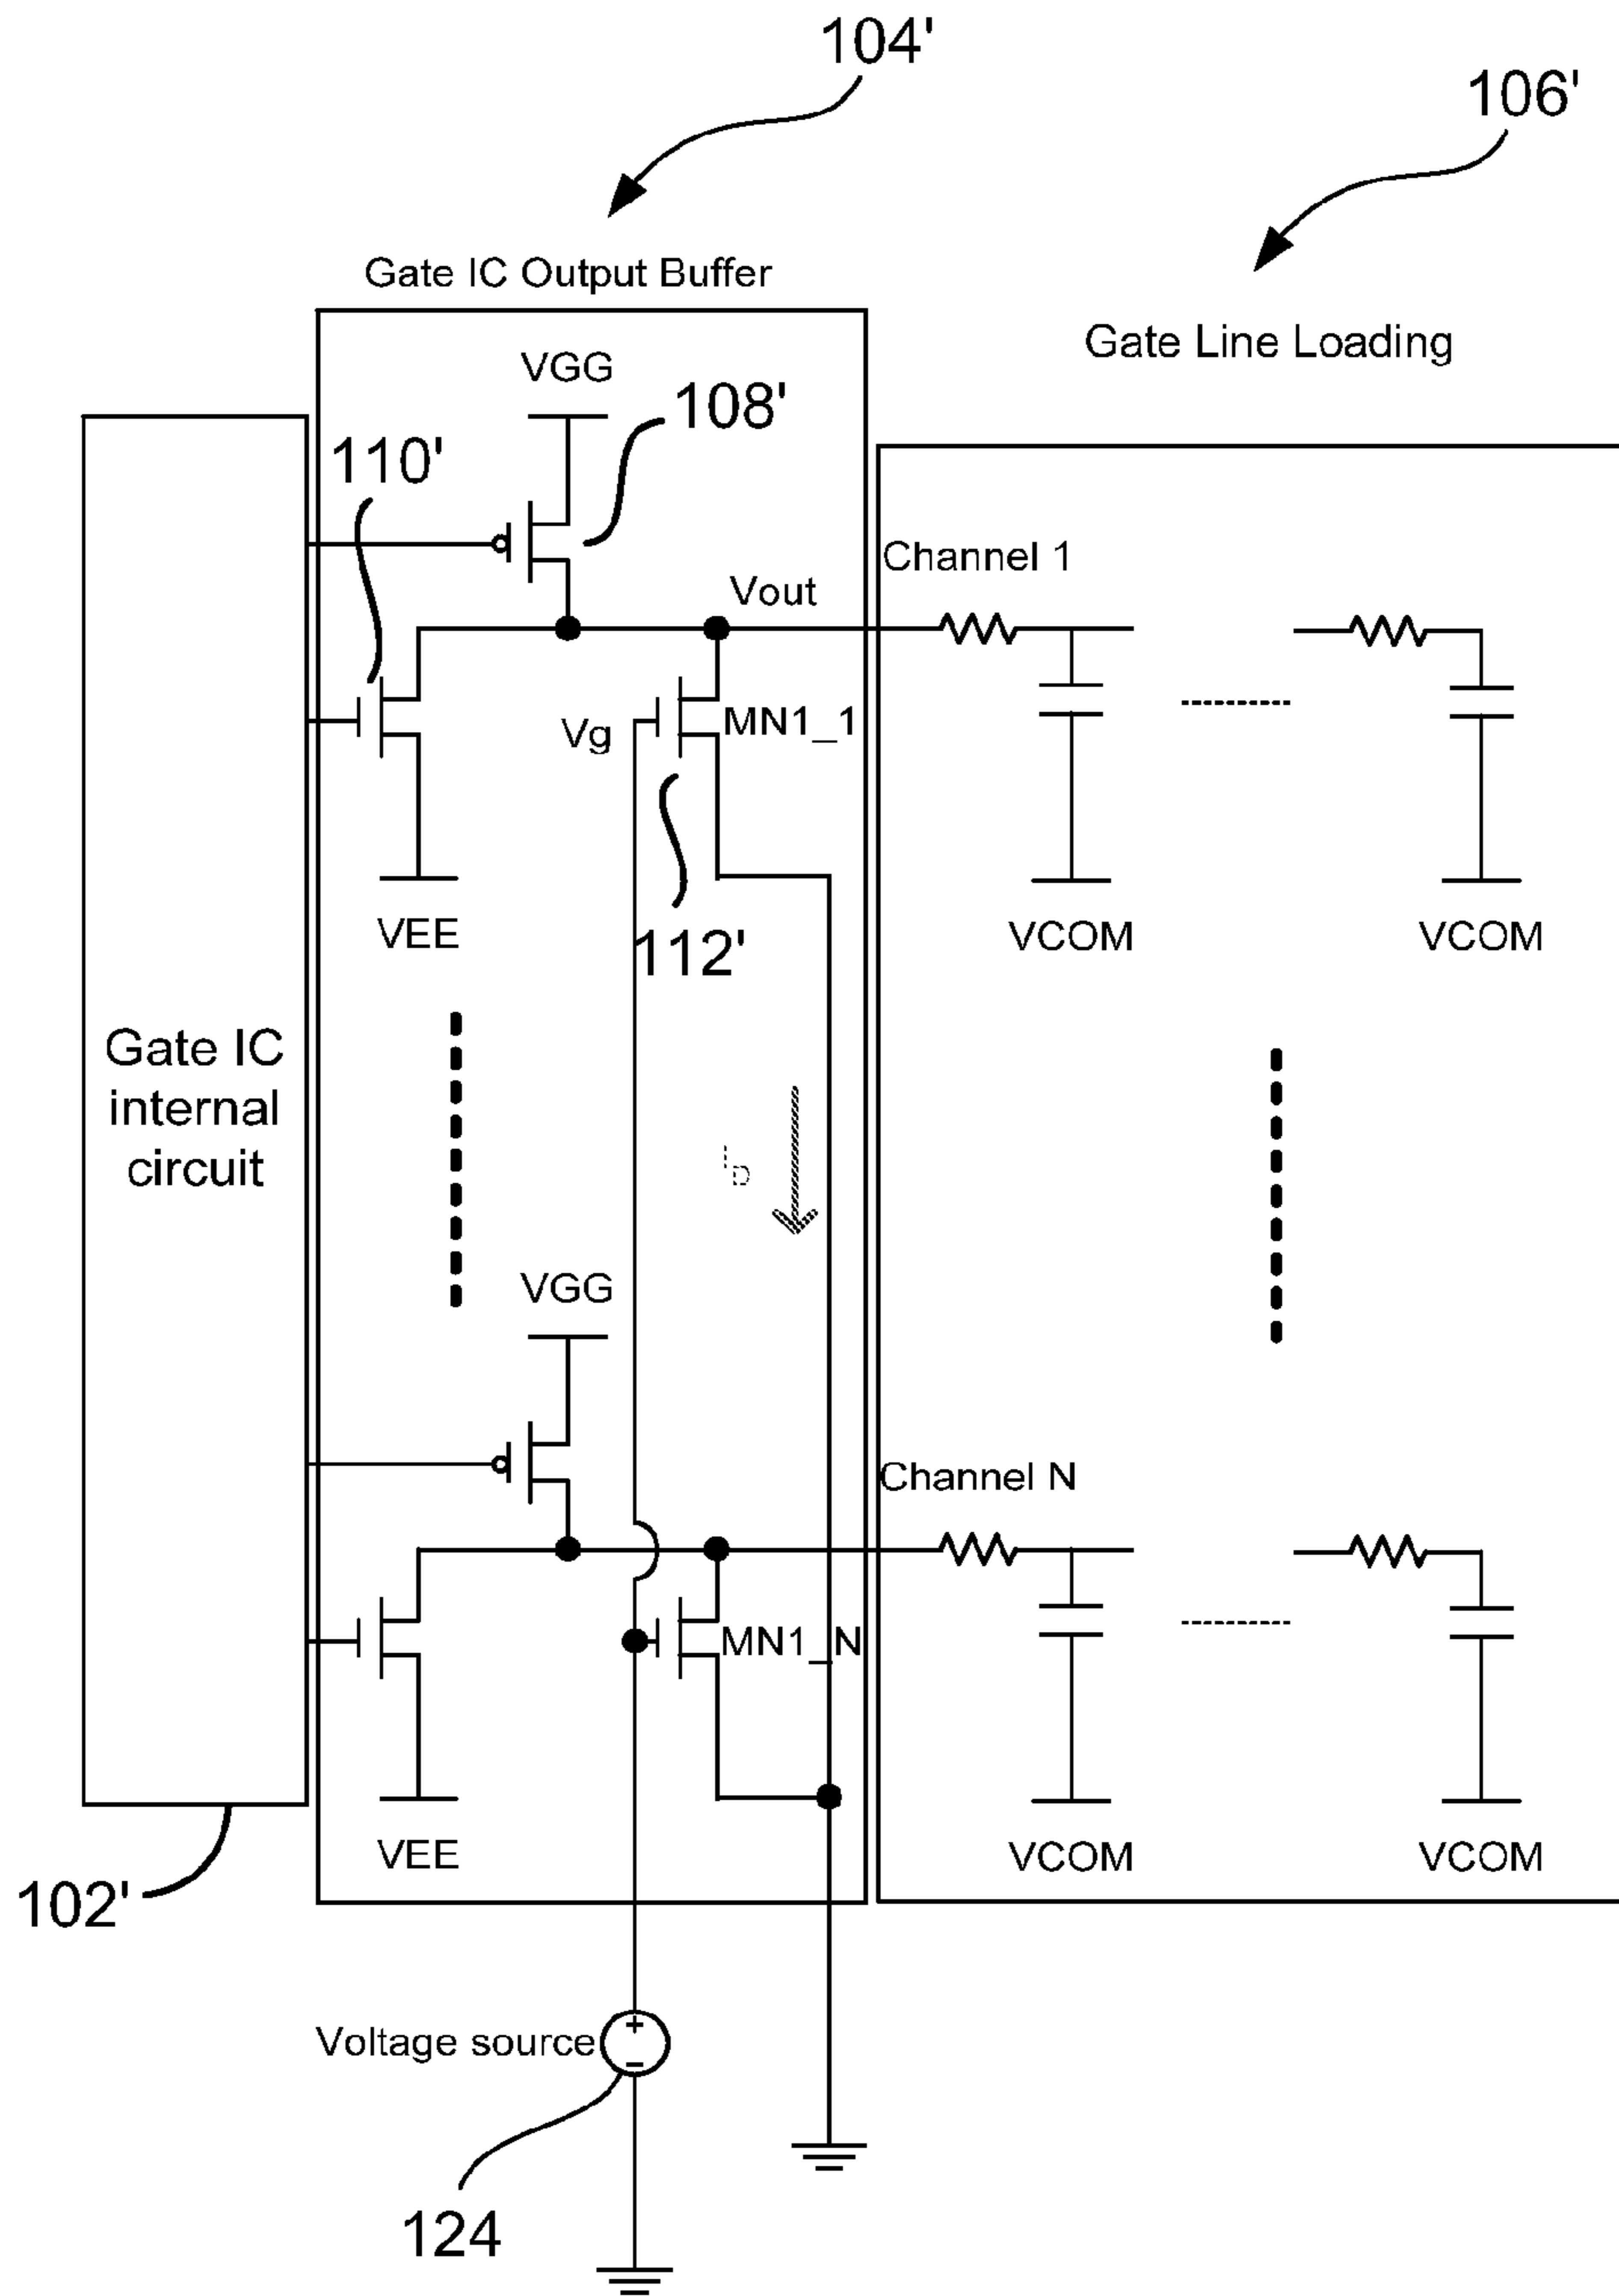 104'
106'
Gate IC Output Buffer
Gate Line Loading
VGG
108'
110'
Channel 1
Vout
Vg
MN1_1
VEE
112'
VCOM
VCOM
Gate IC
internal
circuit
ID
VGG
Channel N
MN1_N
VEE
VCOM
VCOM
102'
Voltage source
+
−
124